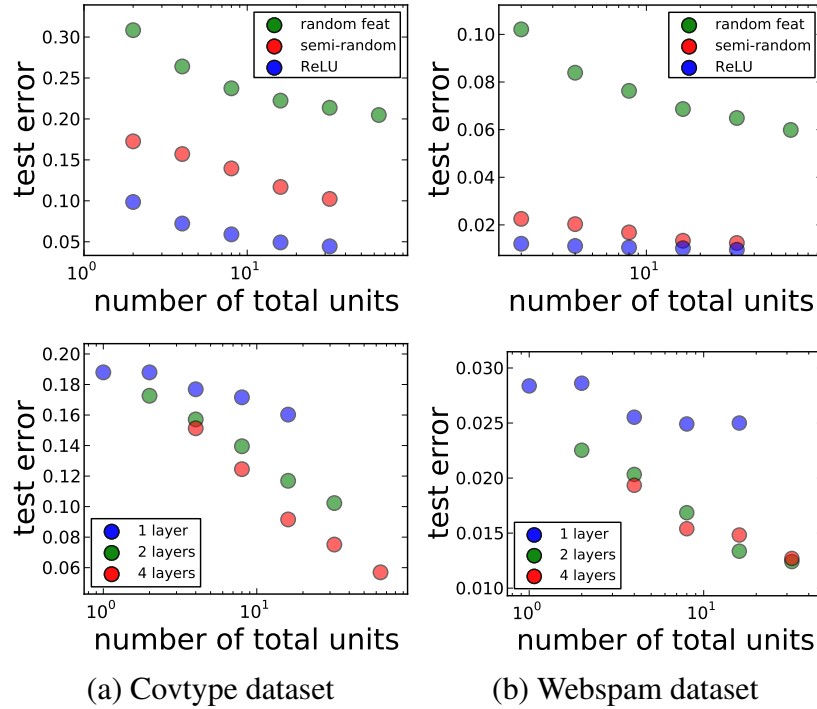 0.30
0.25
0.20
0.15
0.10
0.05
test error
random feat
semi-random
ReLU
10^0
10^1
number of total units
0.10
0.08
0.06
0.04
0.02
test error
random feat
semi-random
ReLU
10^1
number of total units
0.20
0.18
0.16
0.14
0.12
0.10
0.08
0.06
test error
1 layer
2 layers
4 layers
10^0
10^1
number of total units
0.030
0.025
0.020
0.015
0.010
test error
1 layer
2 layers
4 layers
10^0
10^1
number of total units
(a) Covtype dataset
(b) Webspam dataset